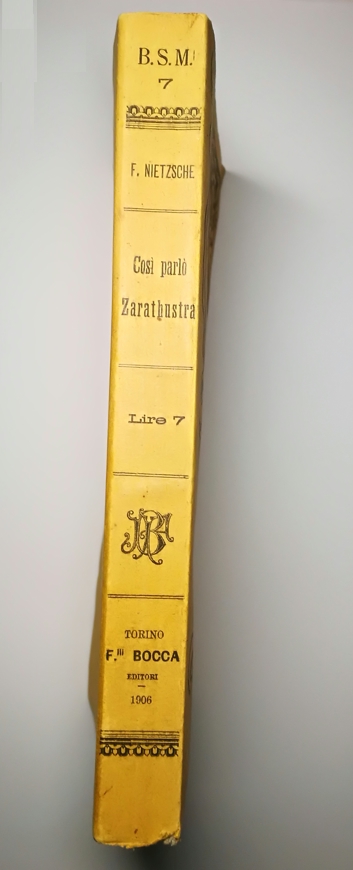 B. S. M.
7
F. NIETZSCHE
Così parlò
Zarathustra
Lire 7
TORINO
F.lli BOCCA
EDITORI
1906